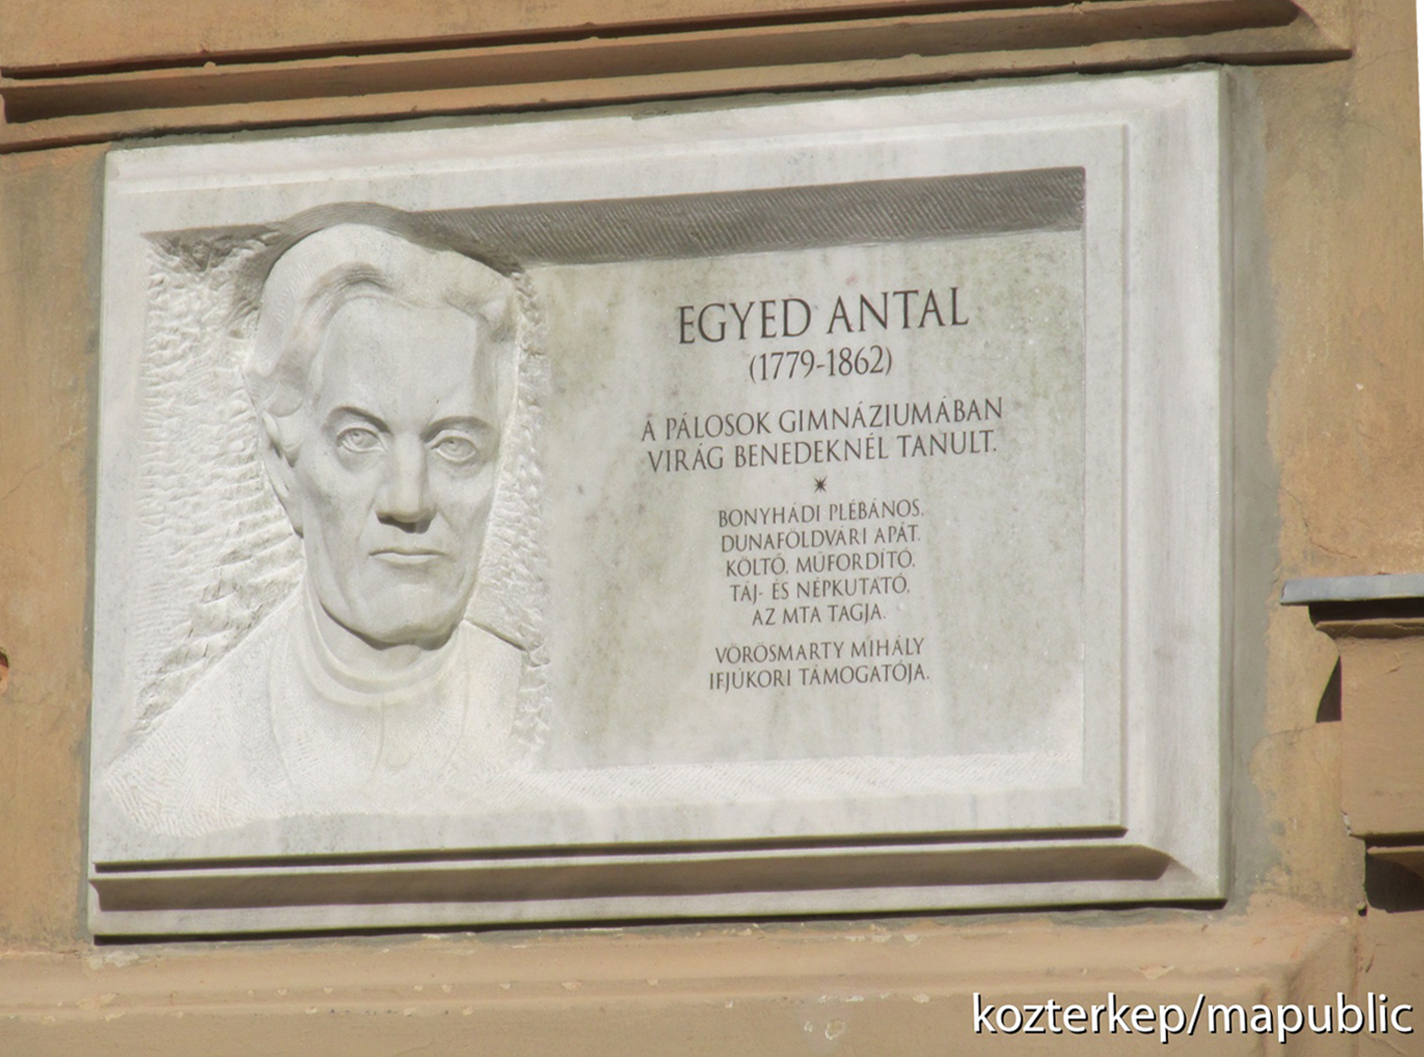 EGYED ANTAL
(1779-1862)
A PÁLOSOK GIMNÁZIUMÁBAN
VIRÁG BENEDEKNÉL TANULT.
BONYHÁDI PLÉBÁNOS,
DUNAFÖLDVÁRI APÁT,
KÖLTŐ, MŰFORDÍTÓ,
TÁJ- ÉS NÉPKUTATÓ,
AZ MTA TAGJA.
VÖRÖSMARTY MIHÁLY
IFJÚKORI TÁMOGATÓJA.
kozterkep/mapublic